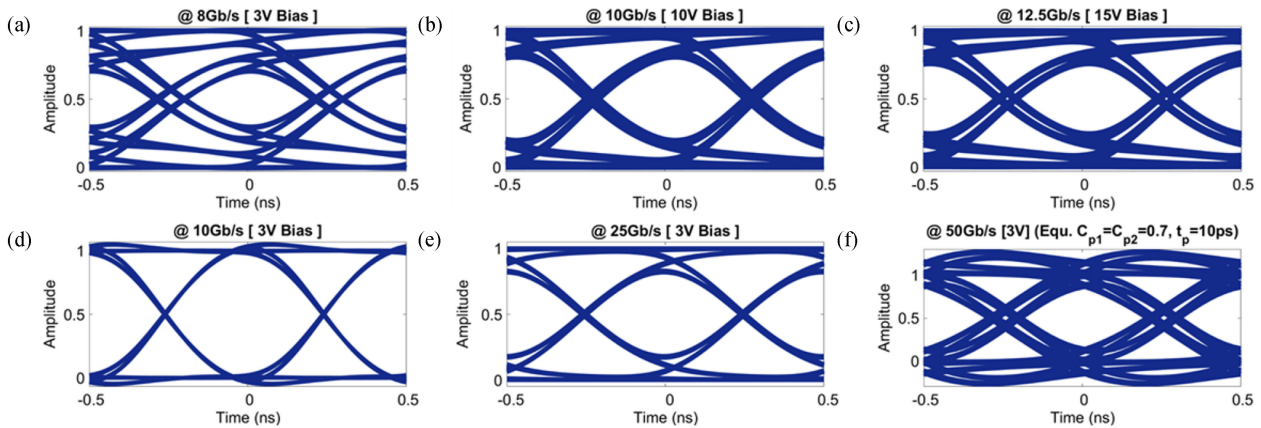 (a)
@ 8Gb/s [ 3V Bias ]
Amplitude
1
0.5
0
-0.5
0
0.5
Time (ns)
(b)
@ 10Gb/s [ 10V Bias ]
Amplitude
1
0.5
0
-0.5
0
0.5
Time (ns)
(c)
@ 12.5Gb/s [ 15V Bias ]
Amplitude
1
0.5
0
-0.5
0
0.5
Time (ns)
(d)
@ 10Gb/s [ 3V Bias ]
Amplitude
1
0.5
0
-0.5
0
0.5
Time (ns)
(e)
@ 25Gb/s [ 3V Bias ]
Amplitude
1
0.5
0
-0.5
0
0.5
Time (ns)
(f)
@ 50Gb/s [3V] (Equ. C_p1=C_p2=0.7, t_p=10ps)
Amplitude
1
0.5
0
-0.5
0
0.5
Time (ns)